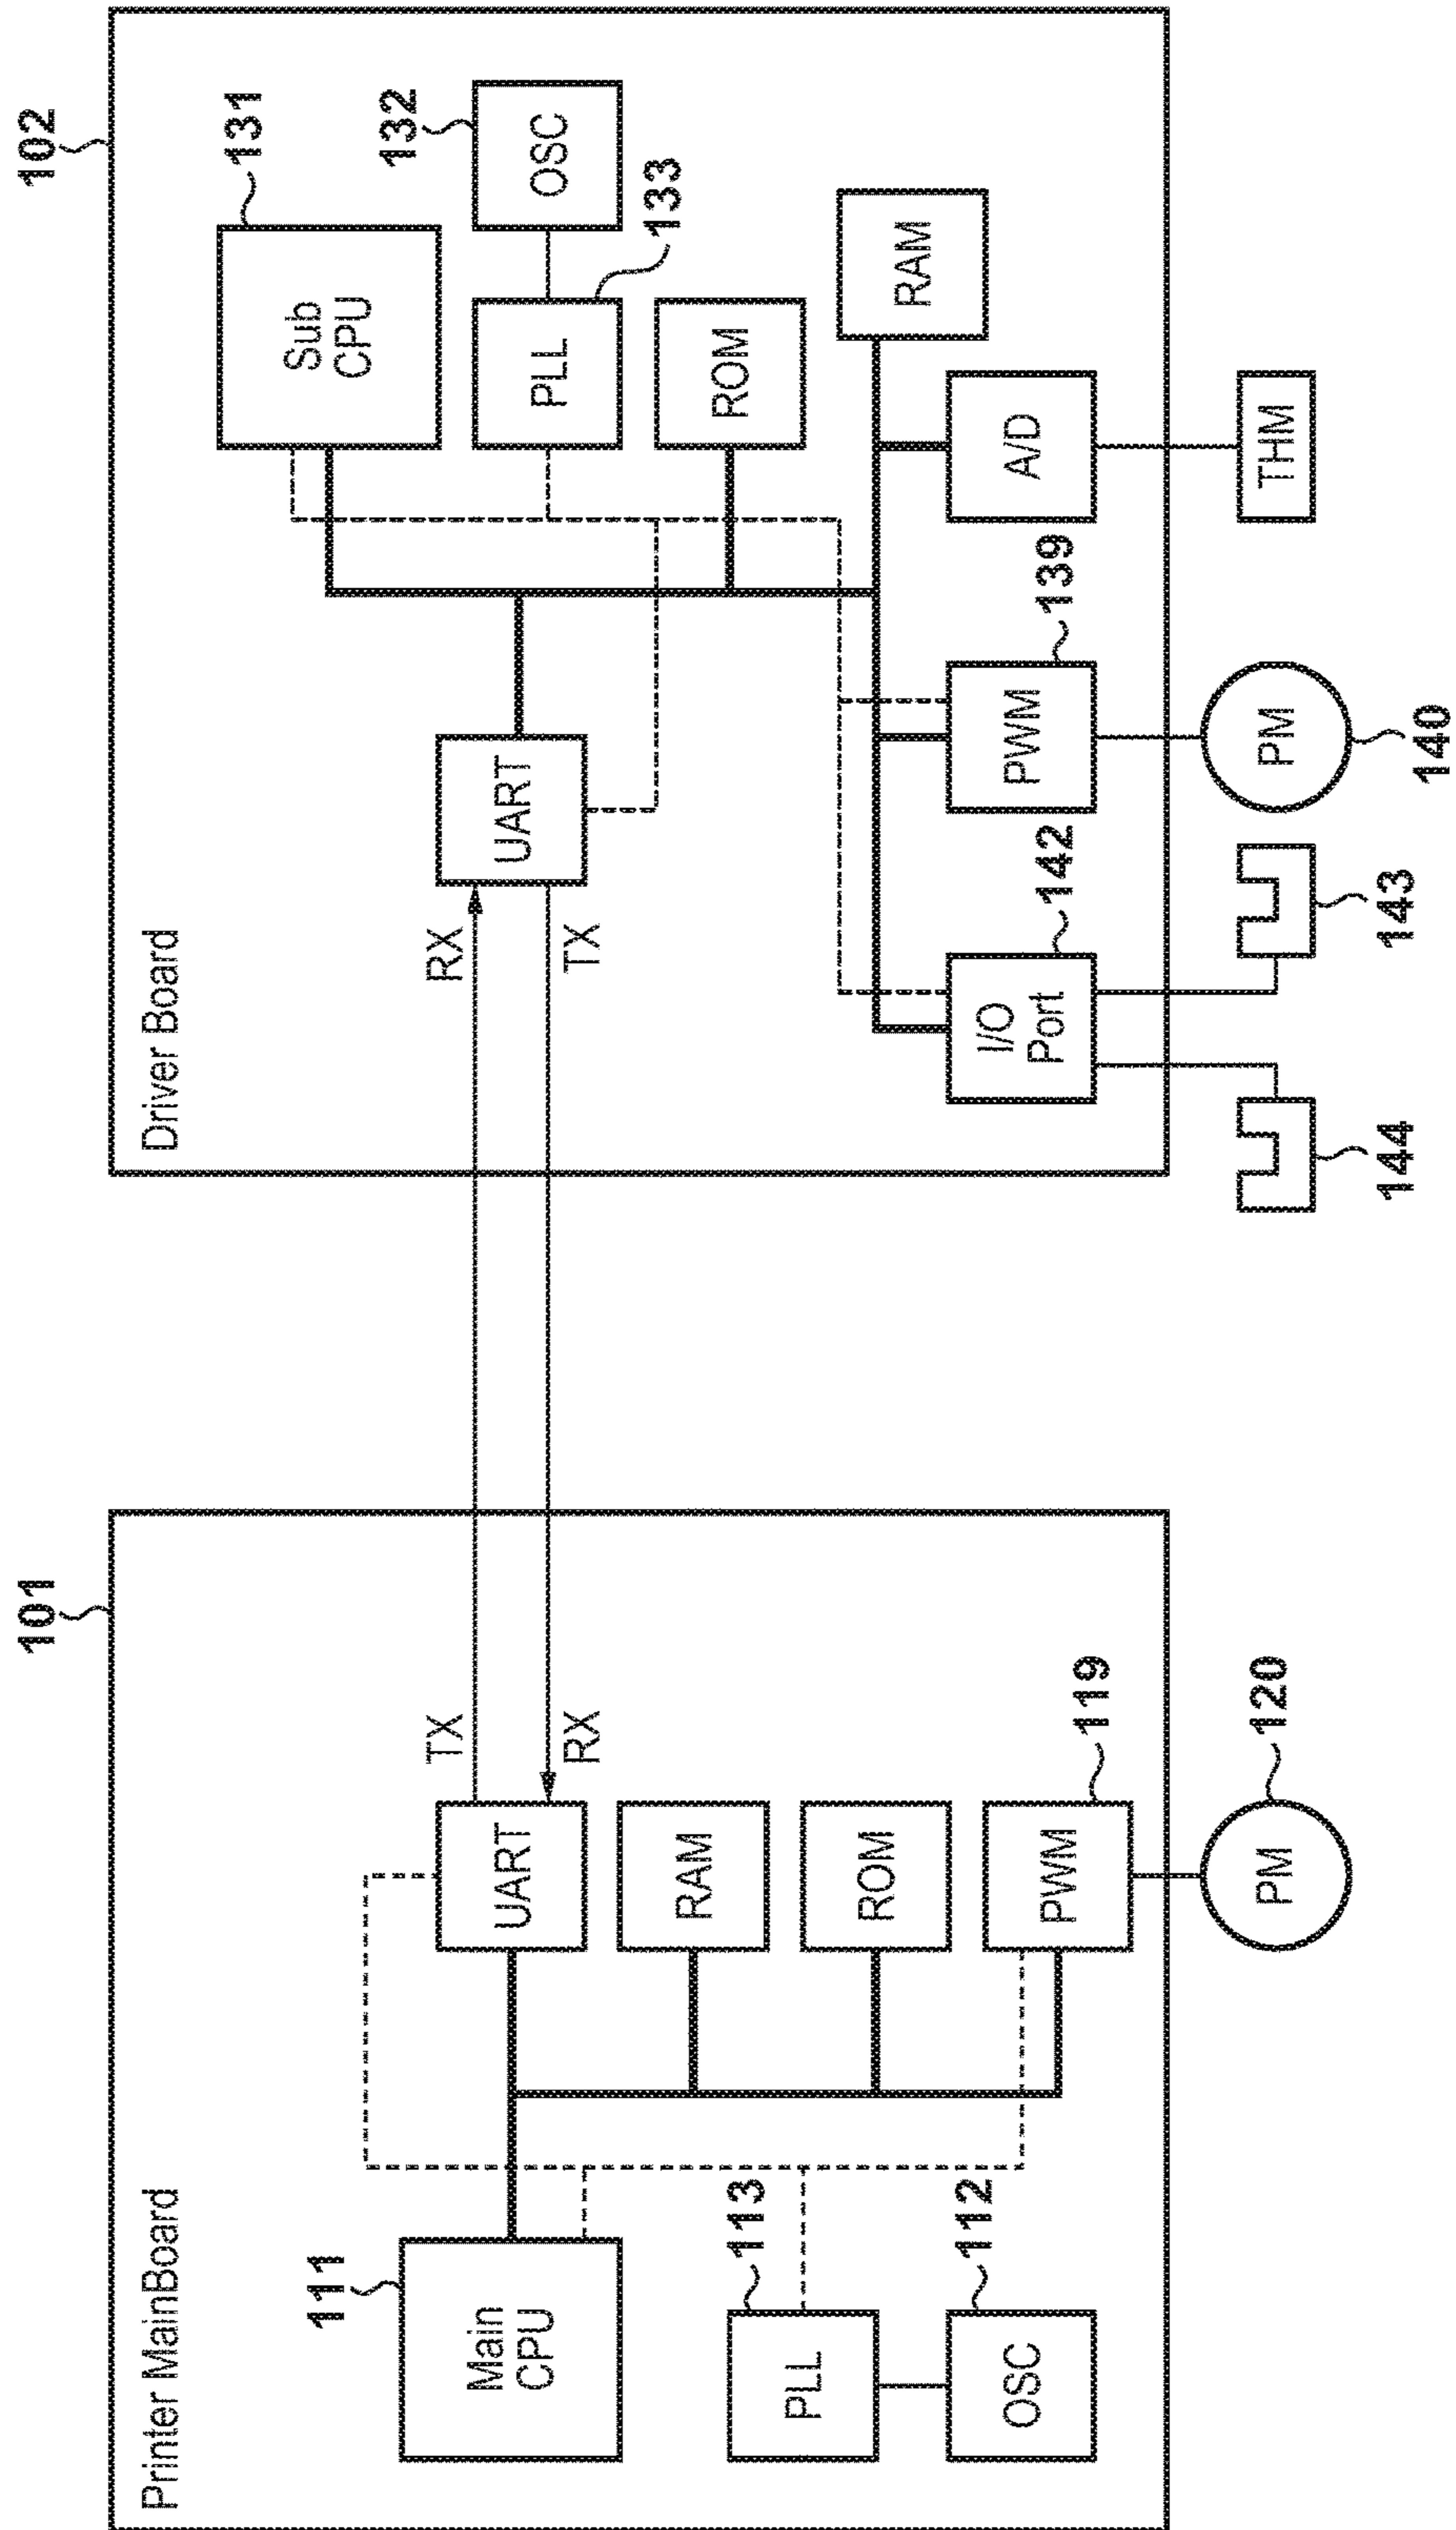 101
Printer MainBoard
111
Main
CPU
TX
UART
RX
RAM
113
PLL
ROM
112
OSC
PWM
119
PM
120
102
Driver Board
131
Sub
CPU
132
OSC
RX
UART
TX
PLL
133
ROM
RAM
142
I/O
Port
PWM
139
A/D
144
143
PM
140
THM